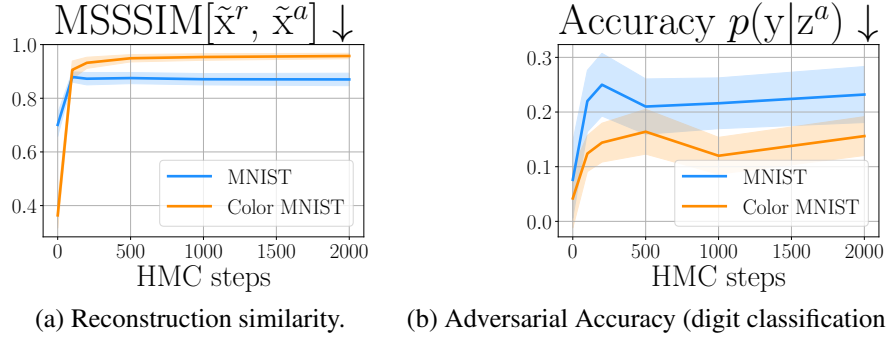 MSSSIM[x̃ʳ, x̃ᵃ] ↓
1.0
0.8
0.6
0.4
MNIST
Color MNIST
0 500 1000 1500 2000
HMC steps
(a) Reconstruction similarity.
Accuracy p(y|zᵃ) ↓
0.3
0.2
0.1
0.0
MNIST
Color MNIST
0 500 1000 1500 2000
HMC steps
(b) Adversarial Accuracy (digit classification